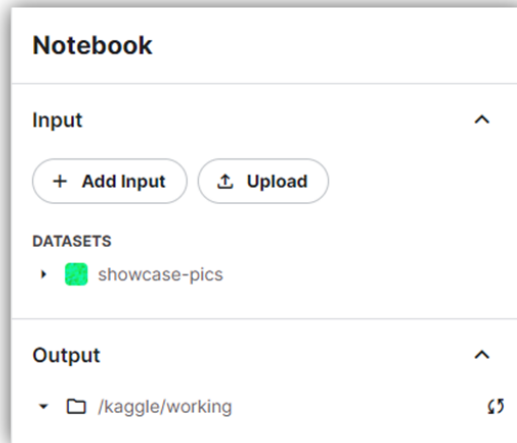 Notebook
Input
+ Add Input Upload
DATASETS
showcase-pics
Output
/kaggle/working